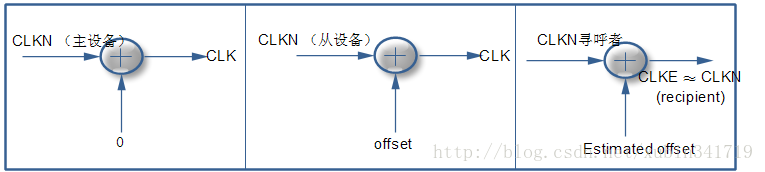 CLKN （主设备）
CLK
0
CLKN （从设备）
CLK
offset
CLKN寻呼者
CLKE ≈ CLKN
(recipient)
Estimated offset